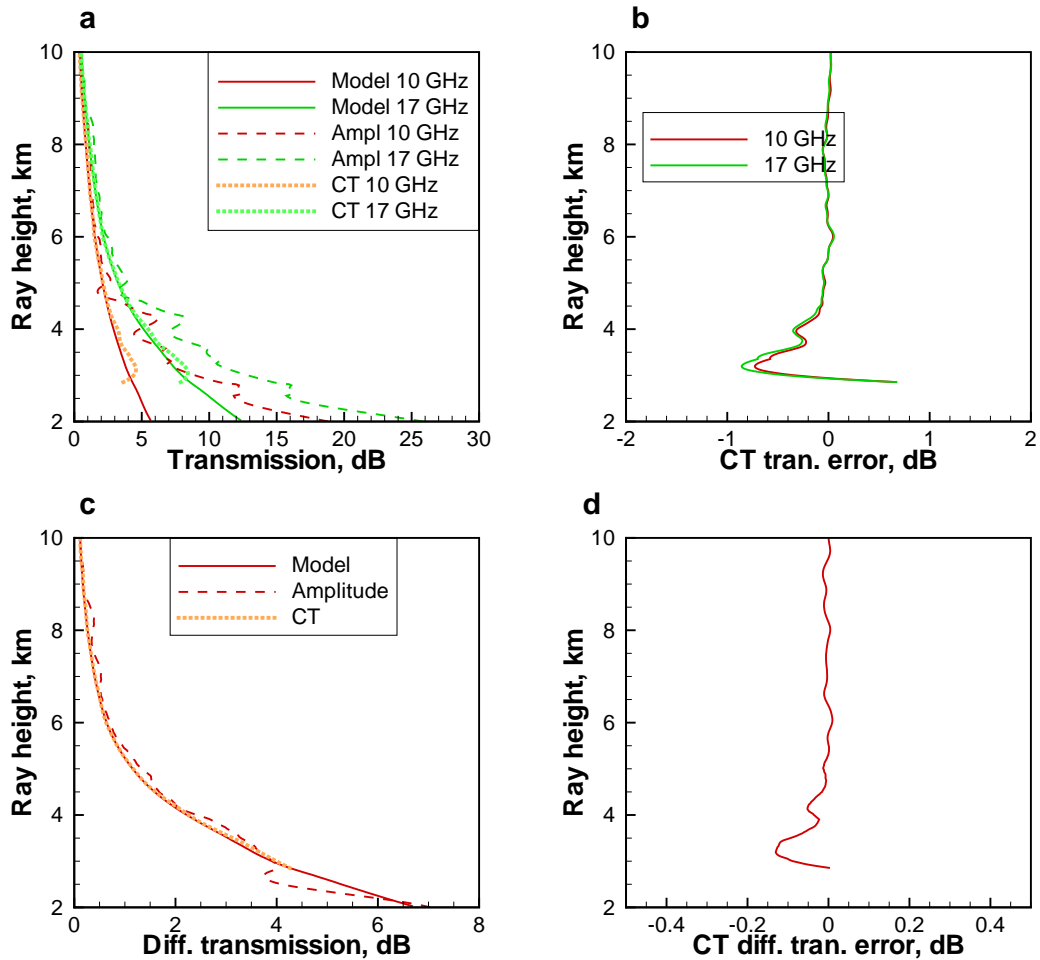 a
10
8
6
4
2
Ray height, km
0
5
10
15
20
25
30
Transmission, dB
Model 10 GHz
Model 17 GHz
Ampl 10 GHz
Ampl 17 GHz
CT 10 GHz
CT 17 GHz
b
10
8
6
4
2
Ray height, km
-2
-1
0
1
2
CT tran. error, dB
10 GHz
17 GHz
c
10
8
6
4
2
Ray height, km
0
2
4
6
8
Diff. transmission, dB
Model
Amplitude
CT
d
10
8
6
4
2
Ray height, km
-0.4
-0.2
0
0.2
0.4
CT diff. tran. error, dB